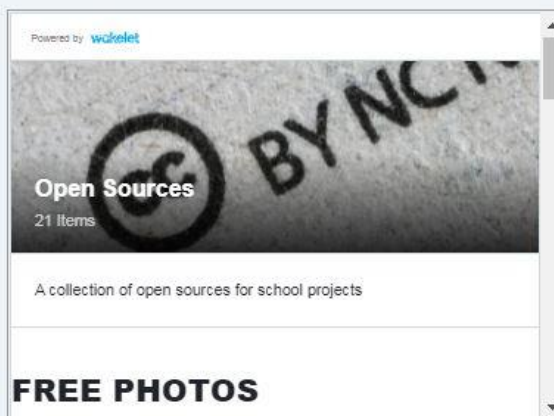 Powered by wakelet
BY NC
Open Sources
21 Items
A collection of open sources for school projects
FREE PHOTOS